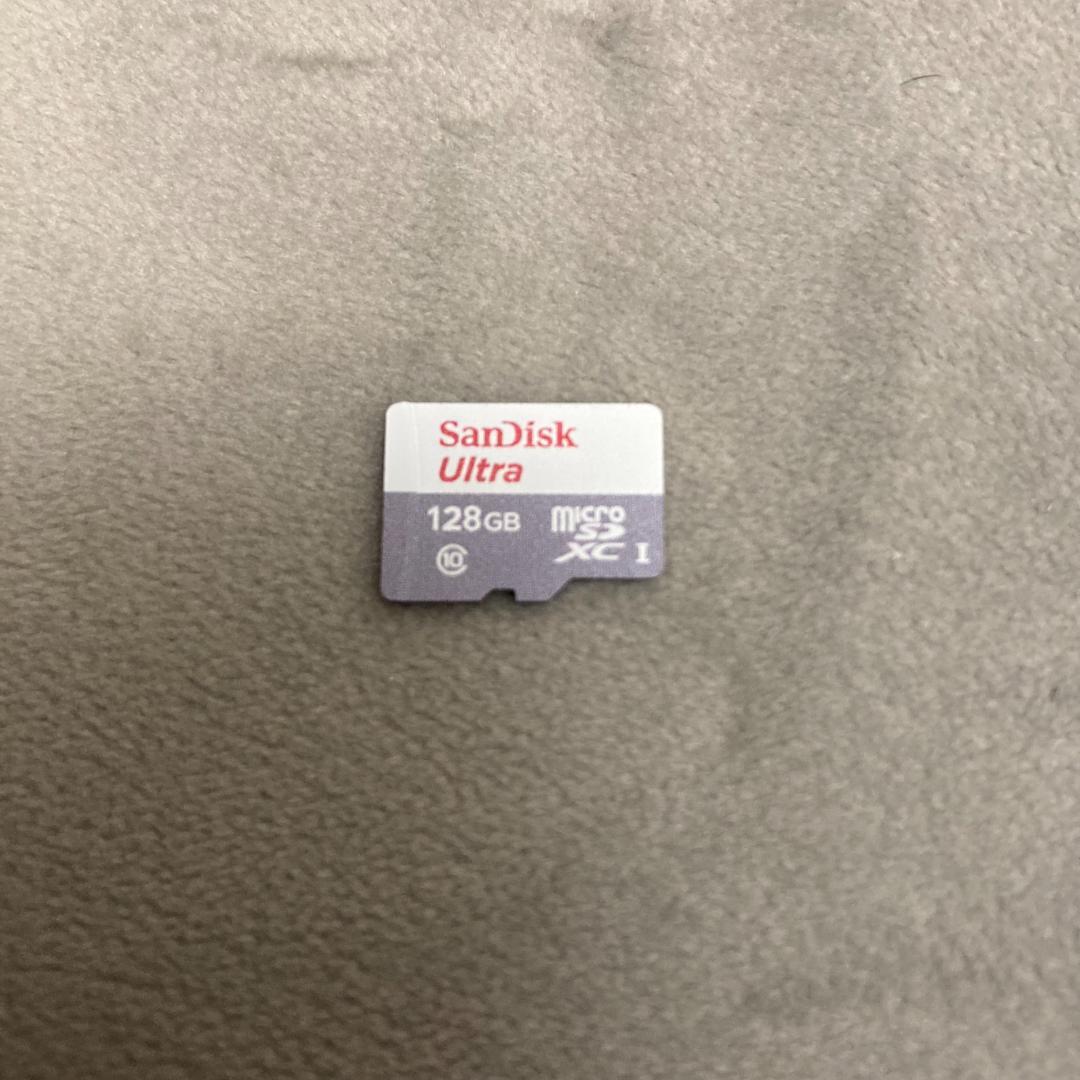 SanDisk
Ultra
128GB
10
micro
SD
XC I